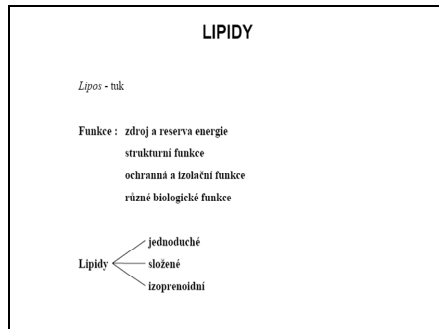 LIPIDY
Lipos - tuk
Funkce : zdroj a reserva energie
strukturní funkce
ochranná a izolační funkce
různé biologické funkce
jednoduché
Lipidy složené
izoprenoidní